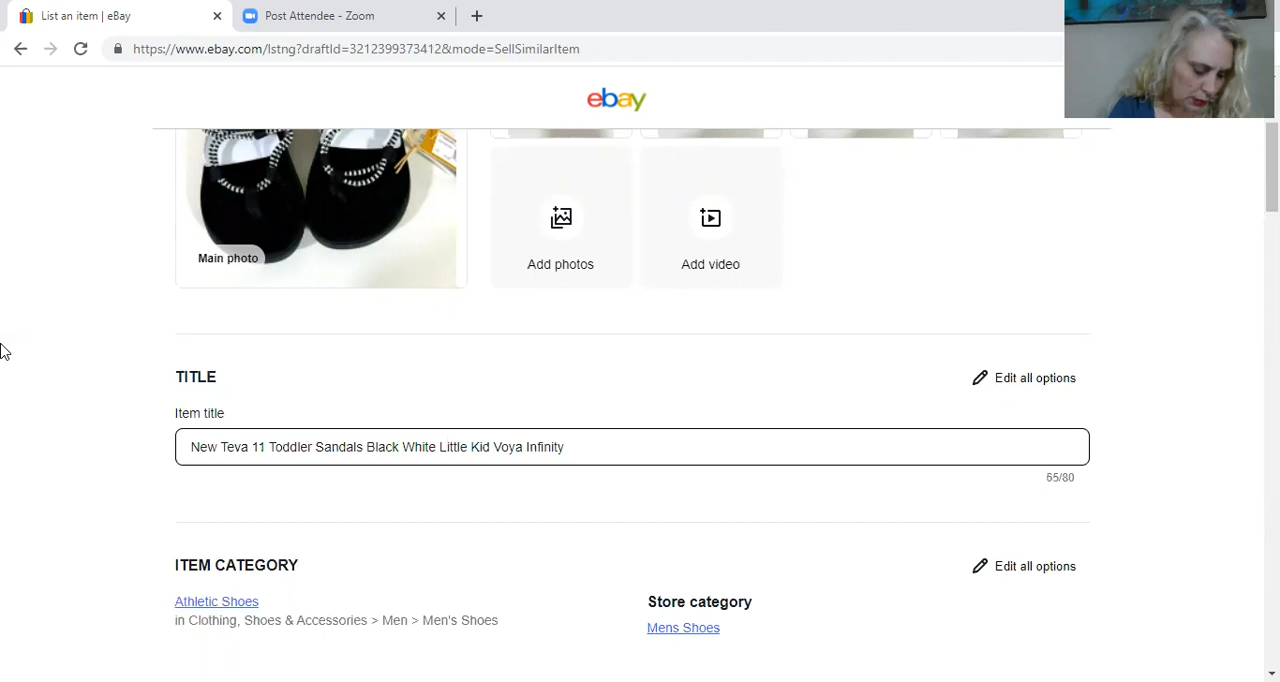 List an item | eBay
Post Attendee - Zoom
https://www.ebay.com/lstng?draftId=3212399373412&mode=SellSimilarItem
ebay
Main photo
Add photos
Add video
TITLE
Edit all options
Item title
New Teva 11 Toddler Sandals Black White Little Kid Voya Infinity
65/80
ITEM CATEGORY
Edit all options
Athletic Shoes
in Clothing, Shoes & Accessories > Men > Men's Shoes
Store category
Mens Shoes